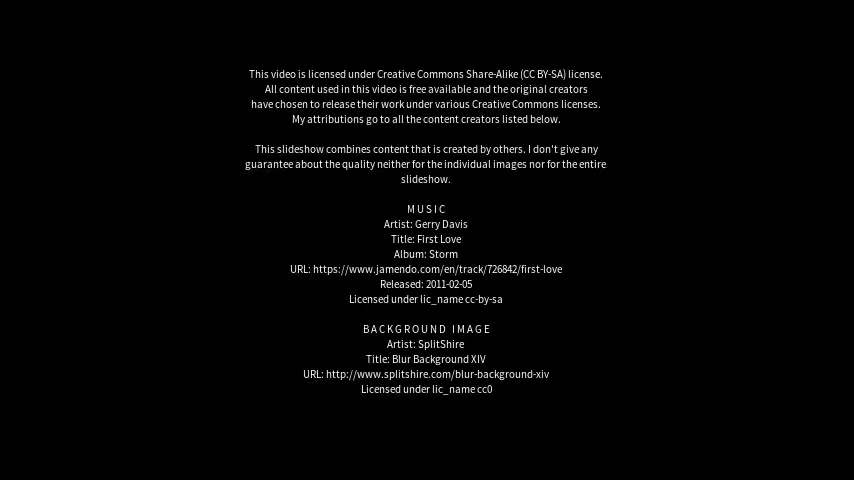 This video is licensed under Creative Commons Share-Alike (CC BY-SA) license.
All content used in this video is free available and the original creators
have chosen to release their work under various Creative Commons licenses.
My attributions go to all the content creators listed below.
This slideshow combines content that is created by others. I don't give any
guarantee about the quality neither for the individual images nor for the entire
slideshow.
MUSIC
Artist: Gerry Davis
Title: First Love
Album: Storm
URL: https://www.jamendo.com/en/track/726842/first-love
Released: 2011-02-05
Licensed under lic_name cc-by-sa
BACKGROUND IMAGE
Artist: SplitShire
Title: Blur Background XIV
URL: http://www.splitshire.com/blur-background-xiv
Licensed under lic_name cc0